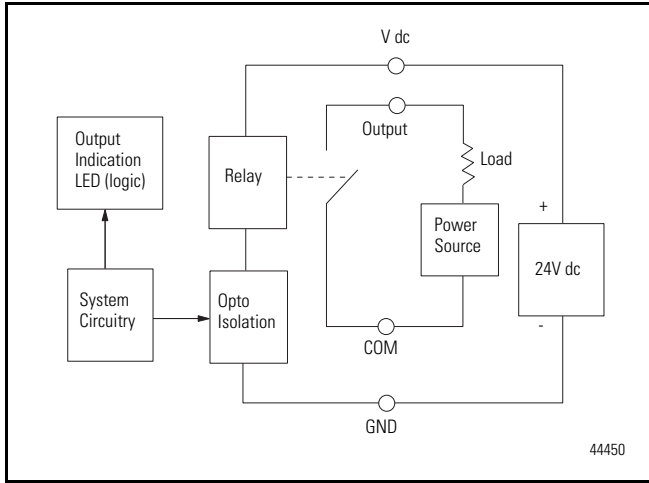 V dc
Output
Indication
LED (logic)
Output
Relay
Load
Power
Source
+
24V dc
-
System
Circuitry
Opto
Isolation
COM
GND
44450